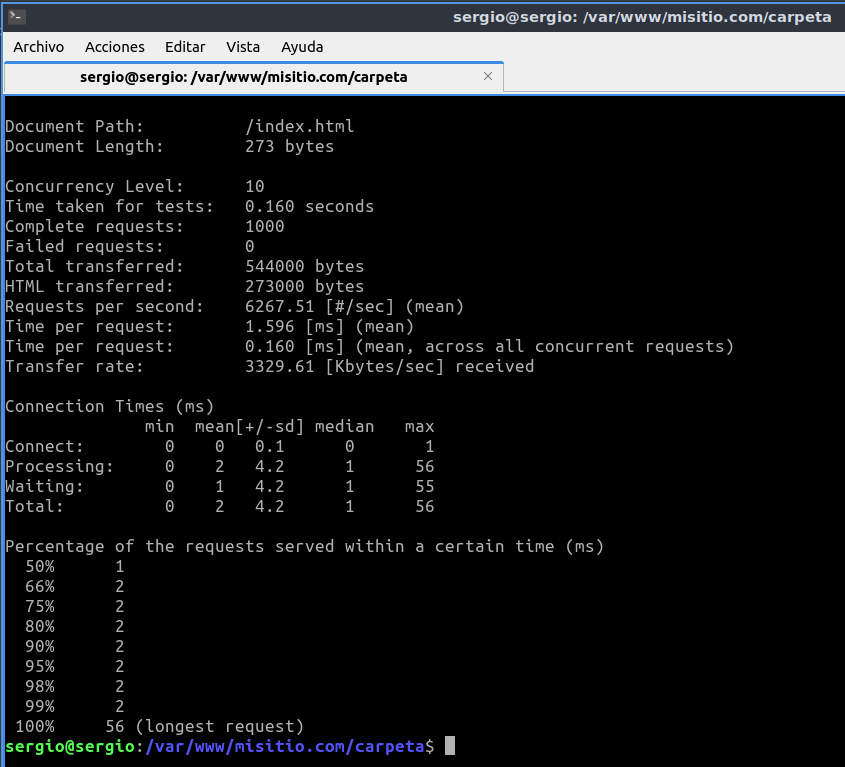 sergio@sergio: /var/www/misitio.com/carpeta
Archivo Acciones Editar Vista Ayuda
sergio@sergio: /var/www/misitio.com/carpeta ×
Document Path:          /index.html
Document Length:        273 bytes
Concurrency Level:      10
Time taken for tests:   0.160 seconds
Complete requests:      1000
Failed requests:        0
Total transferred:      544000 bytes
HTML transferred:       273000 bytes
Requests per second:    6267.51 [#/sec] (mean)
Time per request:       1.596 [ms] (mean)
Time per request:       0.160 [ms] (mean, across all concurrent requests)
Transfer rate:          3329.61 [Kbytes/sec] received
Connection Times (ms)
              min  mean[+/-sd] median   max
Connect:        0    0   0.1      0       1
Processing:     0    2   4.2      1      56
Waiting:        0    1   4.2      1      55
Total:          0    2   4.2      1      56
Percentage of the requests served within a certain time (ms)
  50%      1
  66%      2
  75%      2
  80%      2
  90%      2
  95%      2
  98%      2
  99%      2
 100%     56 (longest request)
sergio@sergio:/var/www/misitio.com/carpeta$